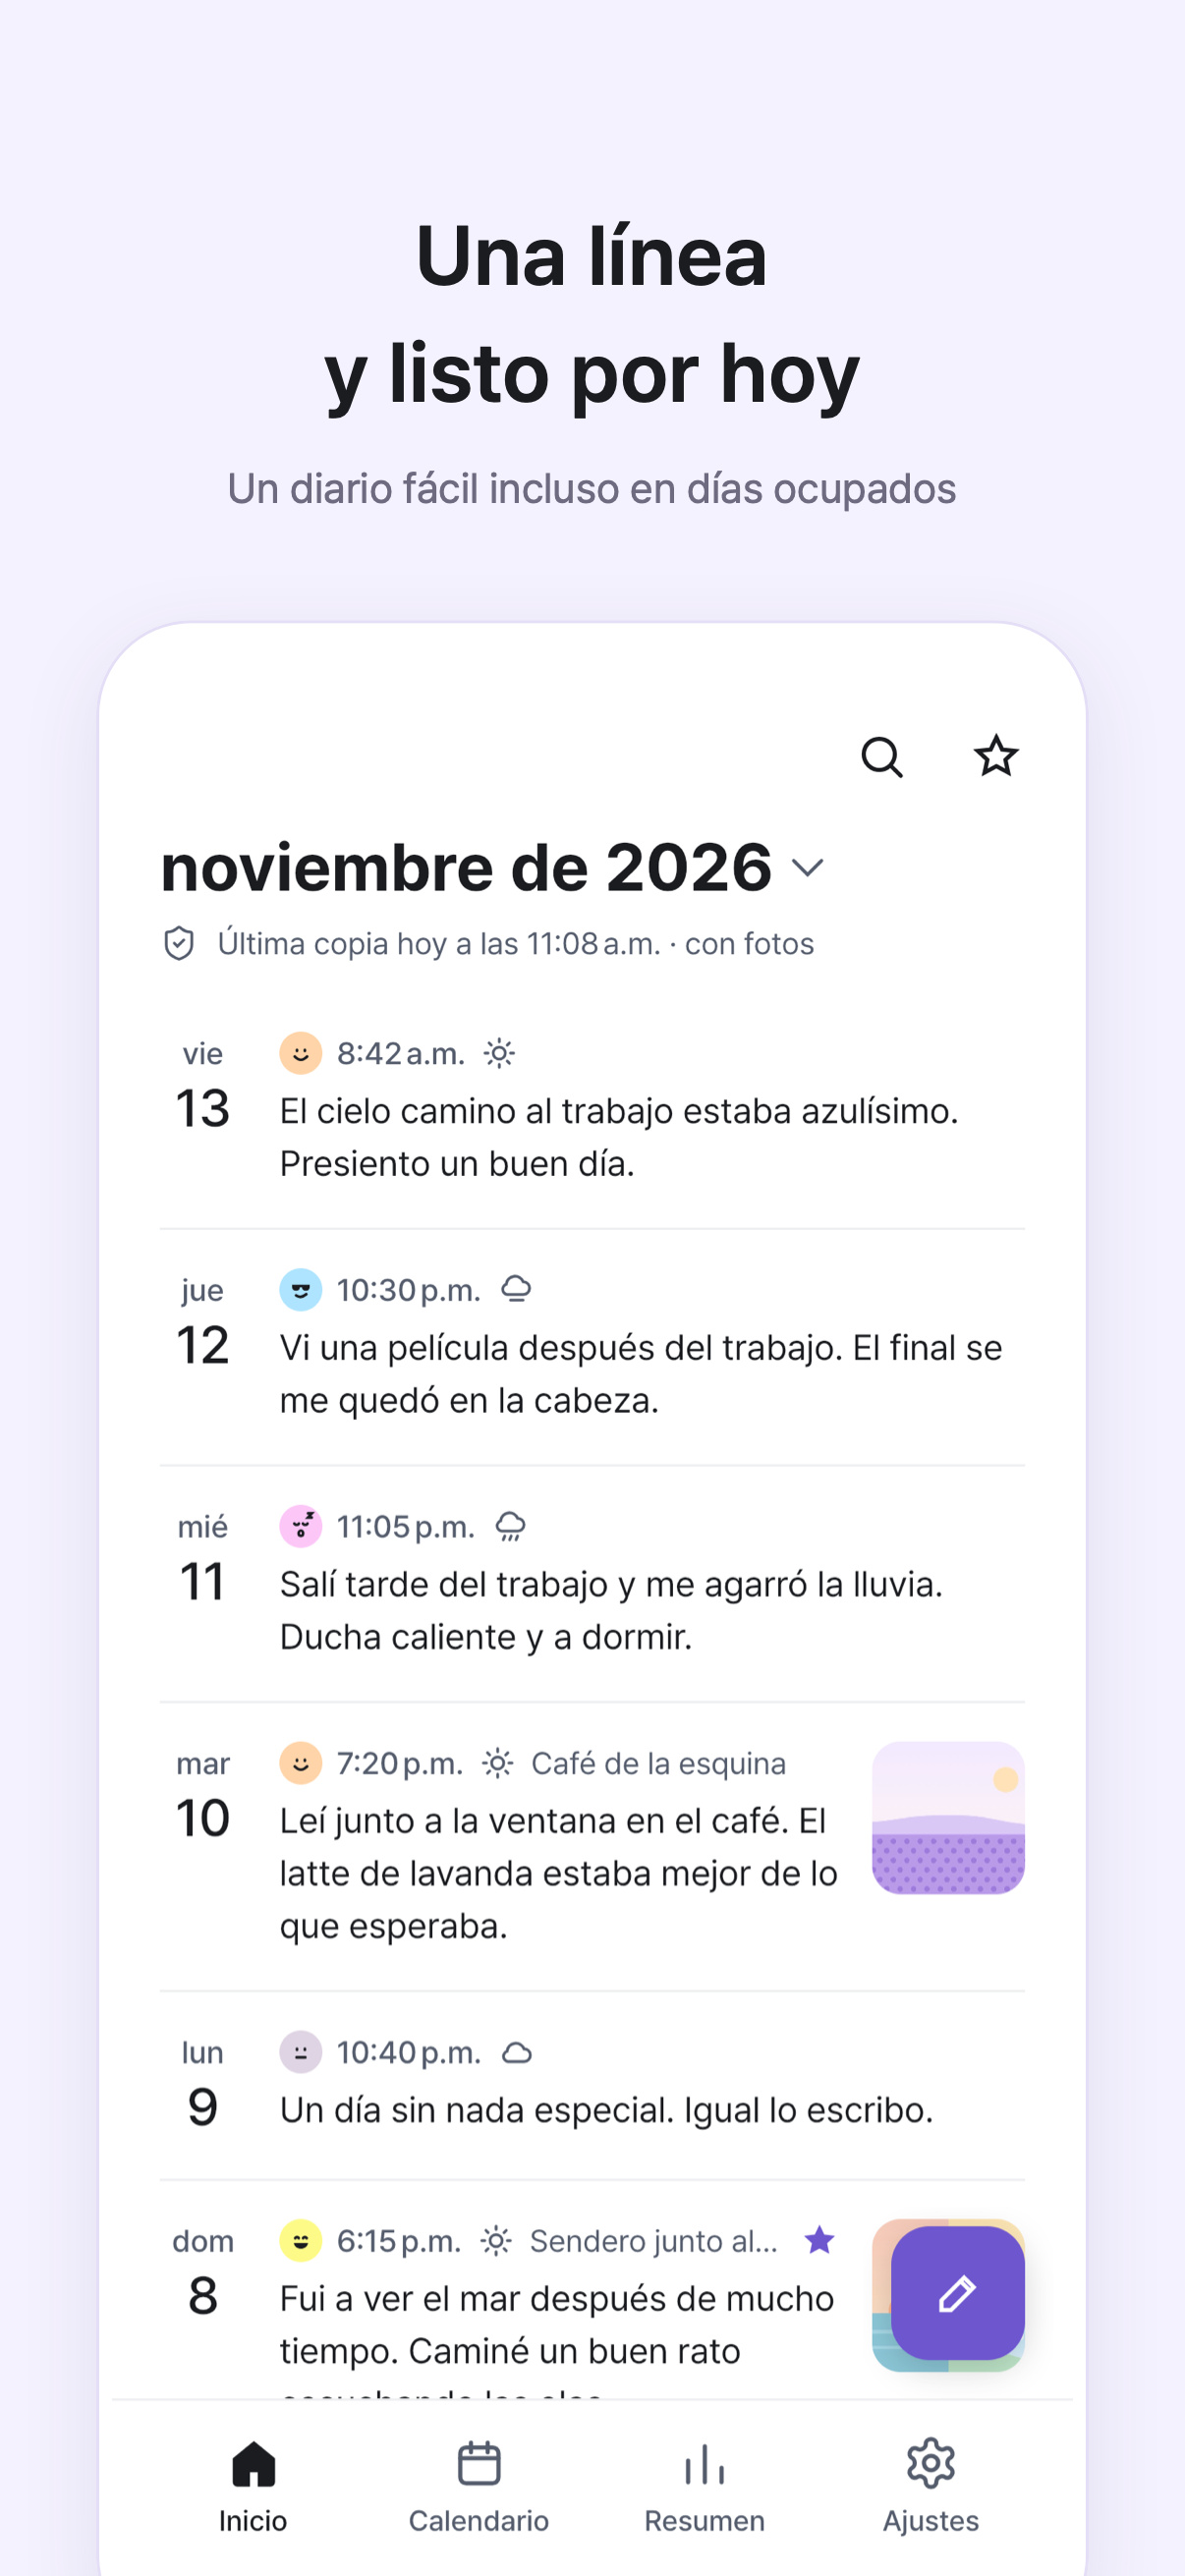 Una línea
y listo por hoy
Un diario fácil incluso en días ocupados
noviembre de 2026
Última copia hoy a las 11:08 a.m. · con fotos
vie
13
8:42 a.m.
El cielo camino al trabajo estaba azulísimo.
Presiento un buen día.
jue
12
10:30 p.m.
Vi una película después del trabajo. El final se
me quedó en la cabeza.
mié
11
11:05 p.m.
Salí tarde del trabajo y me agarró la lluvia.
Ducha caliente y a dormir.
mar
10
7:20 p.m. Café de la esquina
Leí junto a la ventana en el café. El
latte de lavanda estaba mejor de lo
que esperaba.
lun
9
10:40 p.m.
Un día sin nada especial. Igual lo escribo.
dom
8
6:15 p.m. Sendero junto al...
Fui a ver el mar después de mucho
tiempo. Caminé un buen rato
Inicio
Calendario
Resumen
Ajustes